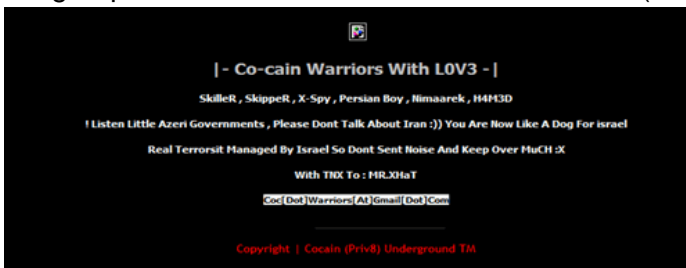 |- Co-cain Warriors With L0V3 -|
SkilleR , SkippeR , X-Spy , Persian Boy , Nimaarek , H4M3D
! Listen Little Azeri Governments , Please Dont Talk About Iran :)) You Are Now Like A Dog For israel
Real Terrorsit Managed By Israel So Dont Sent Noise And Keep Over MuCH :X
With TNX To : MR.XHaT
Coc[Dot]Warriors[At]Gmail[Dot]Com
Copyright | Cocain (Priv8) Underground TM